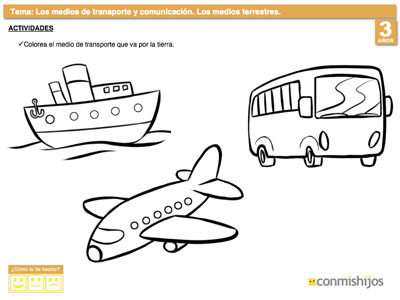 Tema: Los medios de transporte y comunicación. Los medios terrestres.
3
AÑOS
ACTIVIDADES
✓Colorea el medio de transporte que va por la tierra.
¿Cómo lo he hecho?
conmishijos